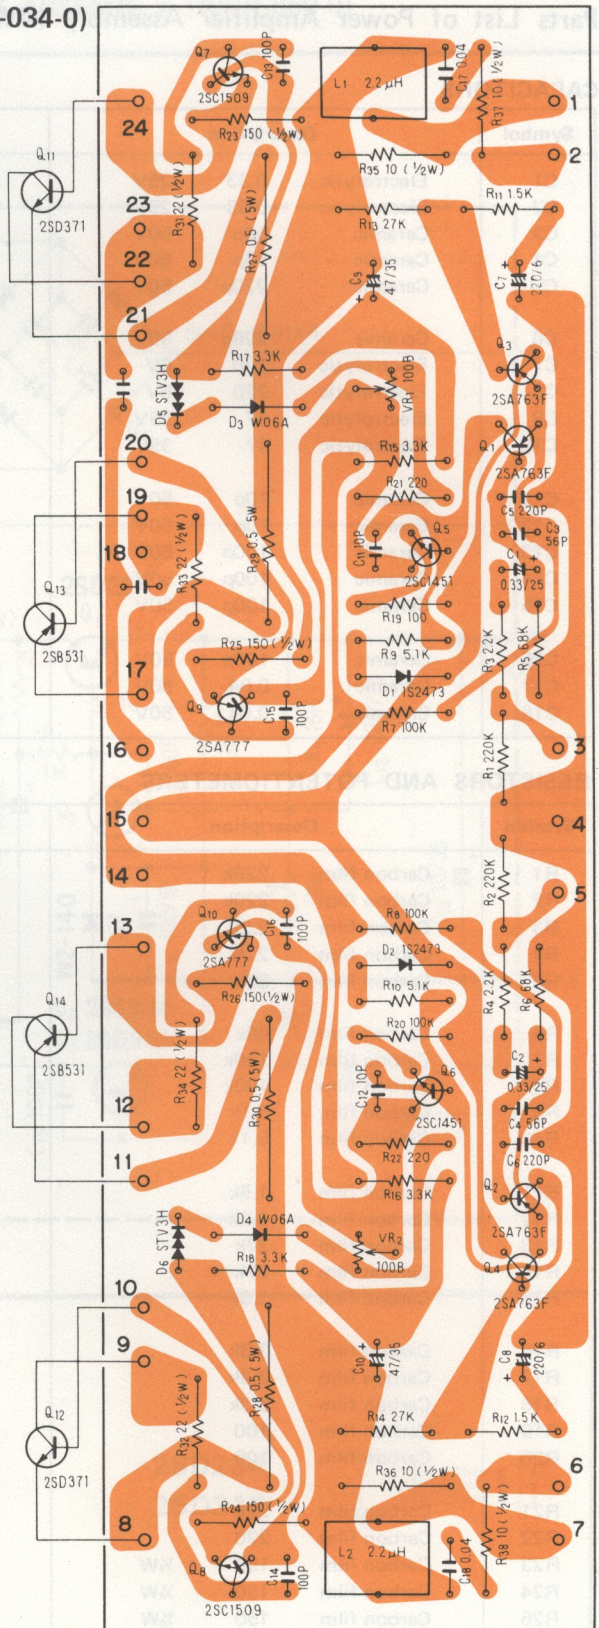 -034-0)
Parts List of Power Amplifier Assemb
Q7
2SC1509
C13 100P
L1 2.2μH
C17 0.04
R37 10 (½W)
1
24
R23 150 (½W)
2
Q11
R35 10 (½W)
2SD371
R31 22 (½W)
R27 0.5 (5W)
R11 1.5K
23
R13 27K
22
C9 47/35
C7 220/6
21
Q3
R17 3.3K
2SA763F
D5 STV3H
VR1 100B
D3 W06A
Q1
20
R15 3.3K
2SA763F
R21 220
C5 220P
19
R29 0.5 5W
C11 10P
Q5
C3 56P
18
C1 0.33/25
Q13
R33 22 (½W)
2SC1451
R19 100
2SB531
R25 150 (½W)
R9 5.1K
R3 2.2K
R5 68K
17
D1 1S2473
Q9
C15 100P
R7 100K
2SA777
16
R1 220K
3
RESISTORS AND POTENTIOMETERS
15
4
14
R2 220K
5
Q10
C16 100P
R8 100K
13
2SA777
D2 1S2473
R26 150(½W)
R10 5.1K
R4 2.2K
R6 68K
Q14
R20 100K
2SB531
R34 22 (½W)
C12 10P
Q6
C2 0.33/25
12
R30 0.5 (5W)
2SC1451
C4 56P
R22 220
C6 220P
11
R16 3.3K
Q2
D6 STV3H
D4 W06A
2SA763F
VR2 100B
R18 3.3K
Q4
10
2SA763F
9
C10 47/35
C8 220/6
R28 0.5 (5W)
Q12
R32 22 (½W)
R14 27K
R12 1.5K
2SD371
R36 10 (½W)
6
R24 150 (½W)
R38 10 (½W)
8
7
Q8
C14 100P
L2 2.2μH
C18 0.04
2SC1509